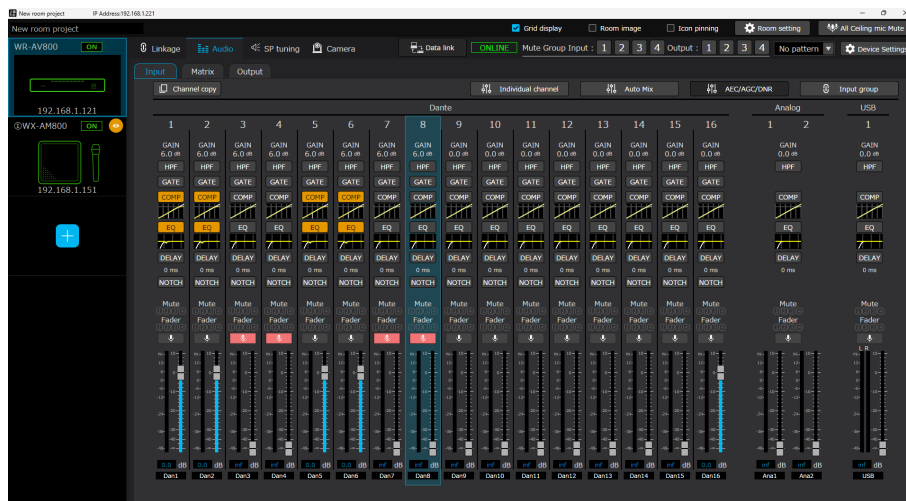 New room project IP Address:192.168.1.221
New room project Grid display Room image Icon pinning Room setting All Ceiling mic Mute
WR-AV800 ON Linkage Audio SP tuning Camera Data link ONLINE Mute Group Input : 1 2 3 4 Output : 1 2 3 4 No pattern Device Settings
Input Matrix Output
Channel copy Individual channel Auto Mix AEC/AGC/DNR Input group
192.168.1.121
Dante Analog USB
①WX-AM800 ON
1 2 3 4 5 6 7 8 9 10 11 12 13 14 15 16 1 2 1
GAIN GAIN GAIN GAIN GAIN GAIN GAIN GAIN GAIN GAIN GAIN GAIN GAIN GAIN GAIN GAIN GAIN GAIN
6.0 dB 6.0 dB 6.0 dB 6.0 dB 6.0 dB 6.0 dB 6.0 dB 6.0 dB 0.0 dB 0.0 dB 0.0 dB 0.0 dB 0.0 dB 0.0 dB 0.0 dB 0.0 dB 0.0 dB 0.0 dB
HPF HPF HPF HPF HPF HPF HPF HPF HPF HPF HPF HPF HPF HPF HPF HPF HPF HPF
GATE GATE GATE GATE GATE GATE GATE GATE GATE GATE GATE GATE GATE GATE GATE GATE
192.168.1.151
COMP COMP COMP COMP COMP COMP COMP COMP COMP COMP COMP COMP COMP COMP COMP COMP COMP COMP
EQ EQ EQ EQ EQ EQ EQ EQ EQ EQ EQ EQ EQ EQ EQ EQ EQ EQ
DELAY DELAY DELAY DELAY DELAY DELAY DELAY DELAY DELAY DELAY DELAY DELAY DELAY DELAY DELAY DELAY DELAY DELAY
0 ms 0 ms 0 ms 0 ms 0 ms 0 ms 0 ms 0 ms 0 ms 0 ms 0 ms 0 ms 0 ms 0 ms 0 ms 0 ms 0 ms 0 ms
NOTCH NOTCH NOTCH NOTCH NOTCH NOTCH NOTCH NOTCH NOTCH NOTCH NOTCH NOTCH NOTCH NOTCH NOTCH NOTCH
Mute Mute Mute Mute Mute Mute Mute Mute Mute Mute Mute Mute Mute Mute Mute Mute Mute Mute
Fader Fader Fader Fader Fader Fader Fader Fader Fader Fader Fader Fader Fader Fader Fader Fader Fader Fader
L R
0.0 dB 0.0 dB inf dB inf dB 0.0 dB 0.0 dB inf dB inf dB inf dB inf dB inf dB inf dB inf dB inf dB inf dB 0.0 dB inf dB inf dB inf dB
Dan1 Dan2 Dan3 Dan4 Dan5 Dan6 Dan7 Dan8 Dan9 Dan10 Dan11 Dan12 Dan13 Dan14 Dan15 Dan16 Ana1 Ana2 USB